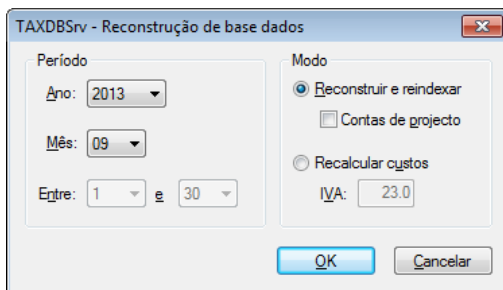 TAXDBSrv - Reconstrução de base dados
Período
Ano: 2013
Mês: 09
Entre: 1 e 30
Modo
Reconstruir e reindexar
Contas de projecto
Recalcular custos
IVA: 23.0
OK Cancelar